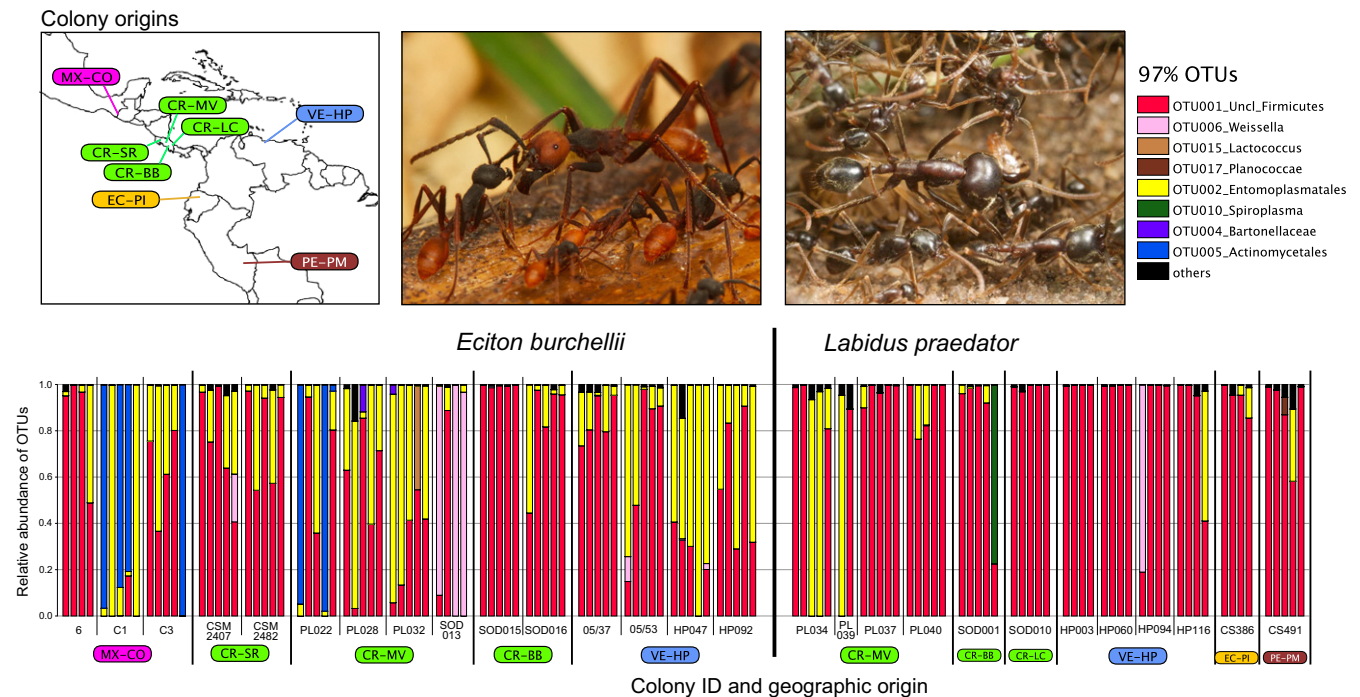 Colony origins
MX-CO
CR-MV
CR-LC
VE-HP
CR-SR
CR-BB
EC-PI
PE-PM
97% OTUs
OTU001_Uncl_Firmicutes
OTU006_Weissella
OTU015_Lactococcus
OTU017_Planococcae
OTU002_Entomoplasmatales
OTU010_Spiroplasma
OTU004_Bartonellaceae
OTU005_Actinomycetales
others
Eciton burchellii
Labidus praedator
Relative abundance of OTUs
1.0
0.8
0.6
0.4
0.2
0.0
6 C1 C3 CSM 2407 CSM 2482 PL022 PL028 PL032 SOD 013 SOD015 SOD016 05/37 05/53 HP047 HP092 PL034 PL 039 PL037 PL040 SOD001 SOD010 HP003 HP060 HP094 HP116 CS386 CS491
MX-CO CR-SR CR-MV CR-BB VE-HP CR-MV CR-BB CR-LC VE-HP EC-PI PE-PM
Colony ID and geographic origin